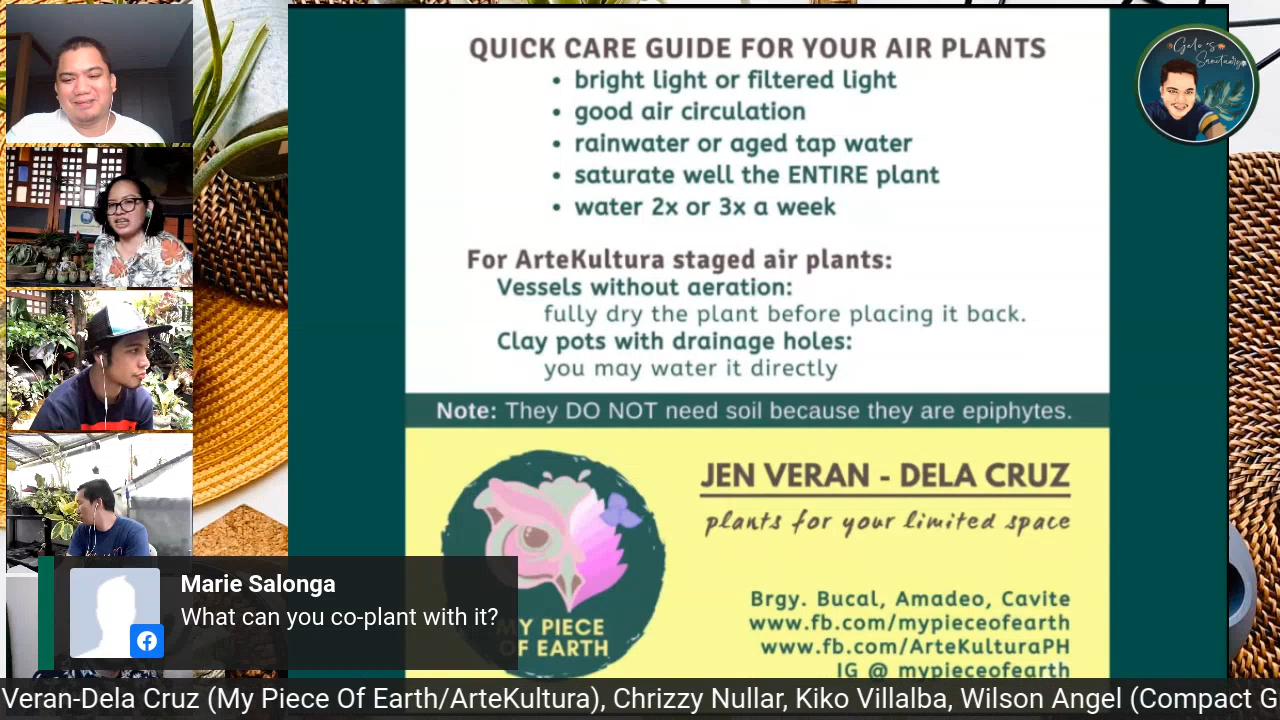 QUICK CARE GUIDE FOR YOUR AIR PLANTS
• bright light or filtered light
• good air circulation
• rainwater or aged tap water
• saturate well the ENTIRE plant
• water 2x or 3x a week
For ArteKultura staged air plants:
Vessels without aeration:
fully dry the plant before placing it back.
Clay pots with drainage holes:
you may water it directly
Note: They DO NOT need soil because they are epiphytes.
JEN VERAN - DELA CRUZ
plants for your limited space
Brgy. Bucal, Amadeo, Cavite
www.fb.com/mypieceofearth
www.fb.com/ArteKulturaPH
IG @ mypieceofearth
MY PIECE
OF EARTH
Gelo's
Sanctuary
Marie Salonga
What can you co-plant with it?
Veran-Dela Cruz (My Piece Of Earth/ArteKultura), Chrizzy Nullar, Kiko Villalba, Wilson Angel (Compact G